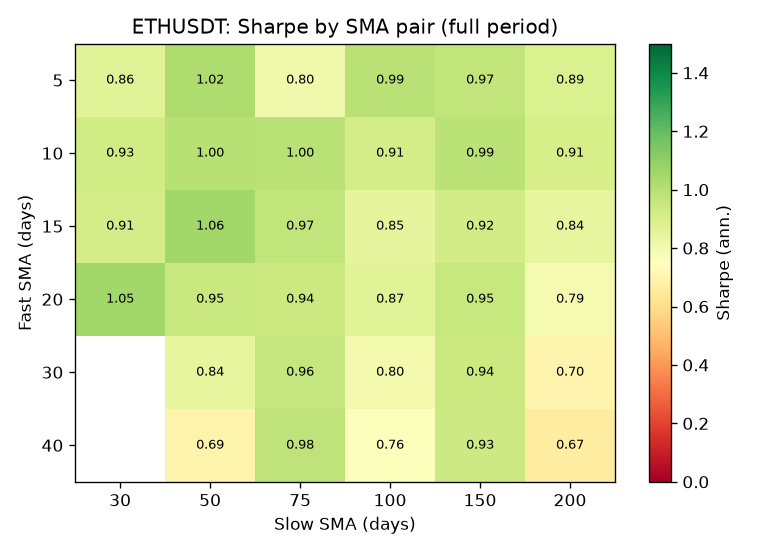 ETHUSDT: Sharpe by SMA pair (full period)
5 0.86 1.02 0.80 0.99 0.97 0.89
10 0.93 1.00 1.00 0.91 0.99 0.91
15 0.91 1.06 0.97 0.85 0.92 0.84
20 1.05 0.95 0.94 0.87 0.95 0.79
30 0.84 0.96 0.80 0.94 0.70
40 0.69 0.98 0.76 0.93 0.67
30 50 75 100 150 200
Slow SMA (days)
Fast SMA (days)
1.4
1.2
1.0
0.8
0.6
0.4
0.2
0.0
Sharpe (ann.)